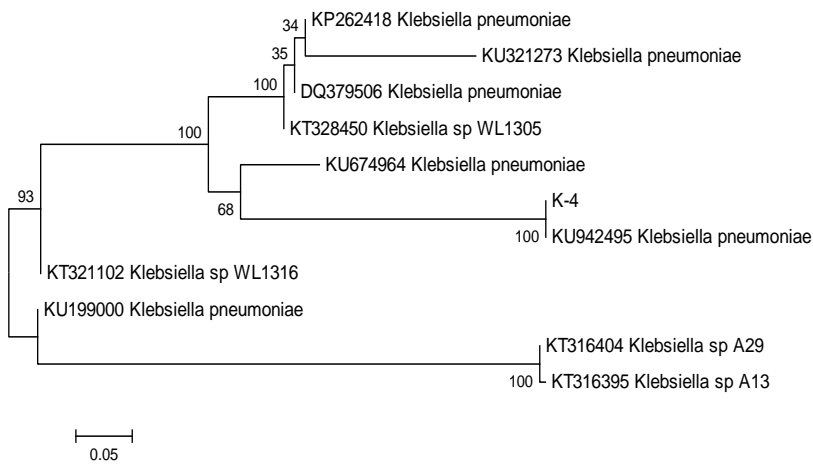 KP262418 Klebsiella pneumoniae
34
KU321273 Klebsiella pneumoniae
35
DQ379506 Klebsiella pneumoniae
100
KT328450 Klebsiella sp WL1305
100
KU674964 Klebsiella pneumoniae
93
K-4
68
KU942495 Klebsiella pneumoniae
100
KT321102 Klebsiella sp WL1316
KU199000 Klebsiella pneumoniae
KT316404 Klebsiella sp A29
KT316395 Klebsiella sp A13
100
0.05